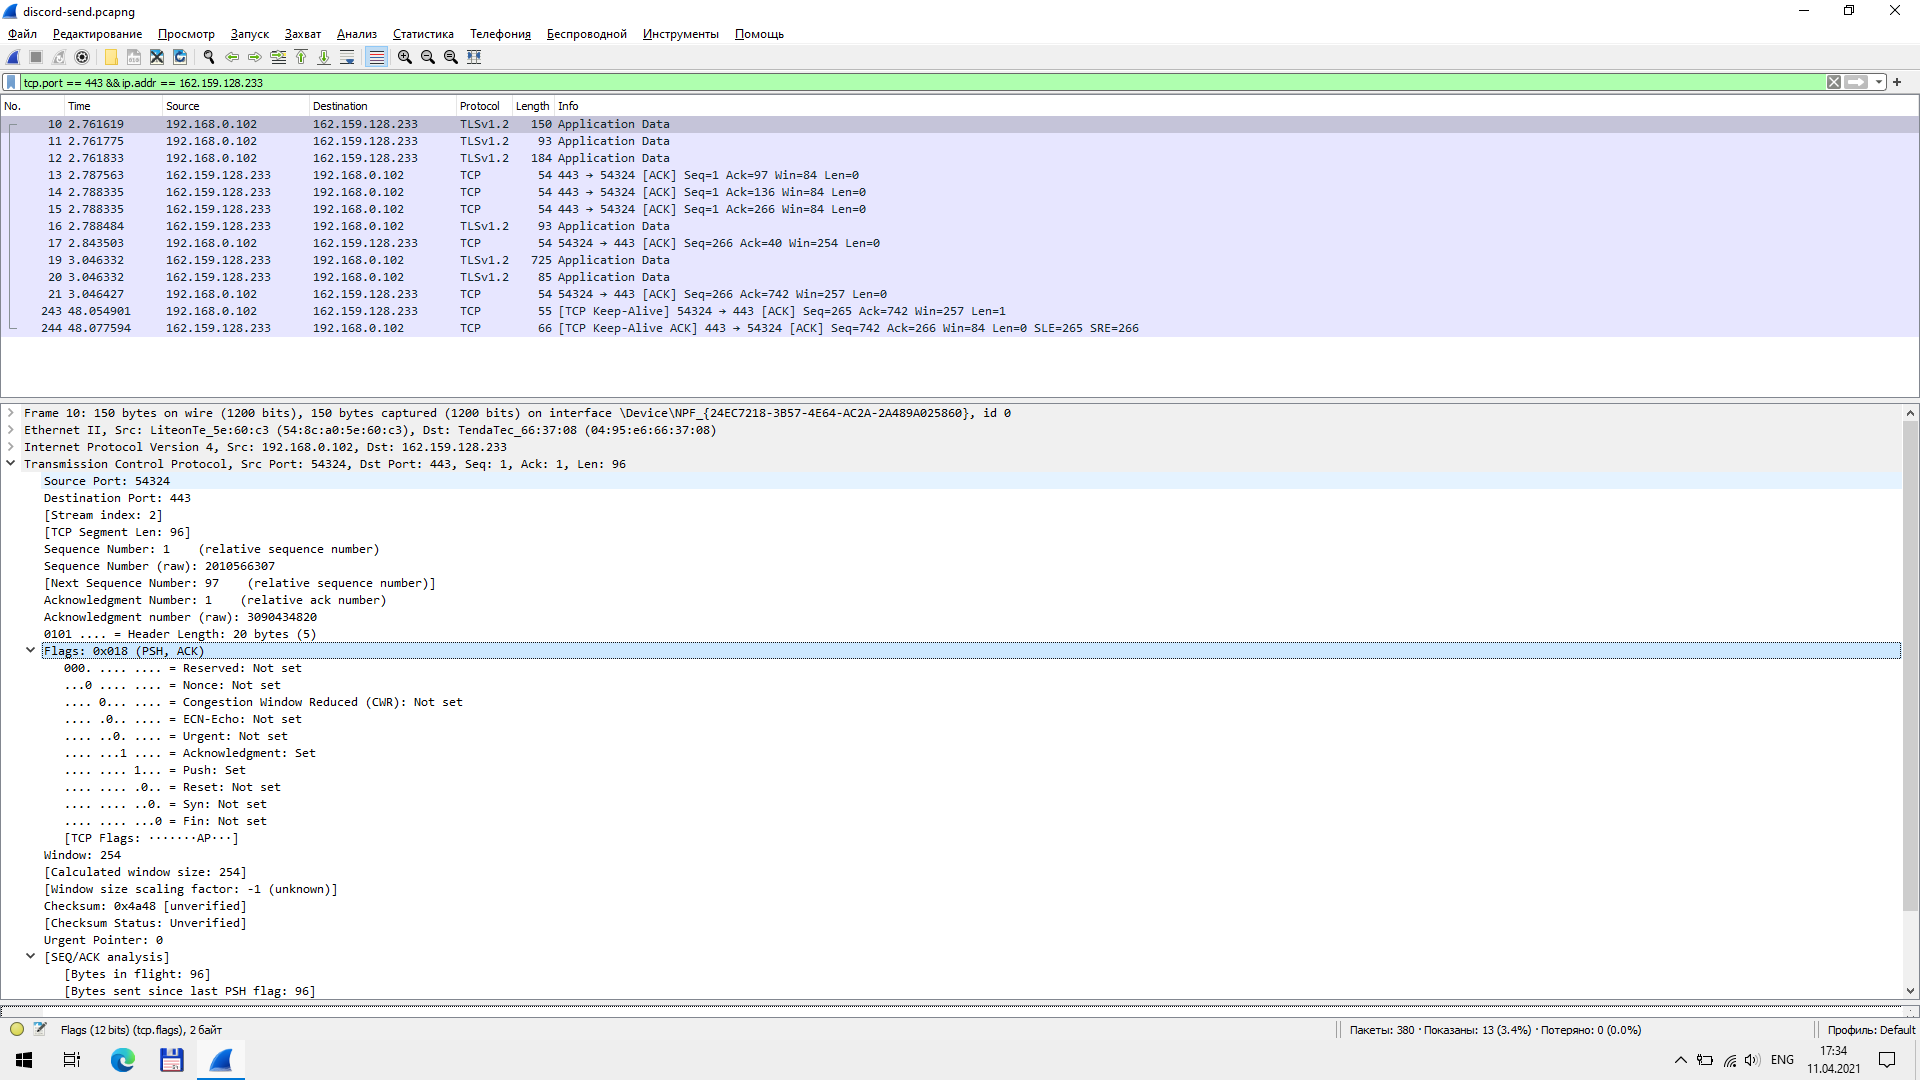 discord-send.pcapng
Файл Редактирование Просмотр Запуск Захват Анализ Статистика Телефония Беспроводной Инструменты Помощь
tcp.port == 443 && ip.addr == 162.159.128.233
No. Time Source Destination Protocol Length Info
10 2.761619 192.168.0.102 162.159.128.233 TLSv1.2 150 Application Data
11 2.761775 192.168.0.102 162.159.128.233 TLSv1.2 93 Application Data
12 2.761833 192.168.0.102 162.159.128.233 TLSv1.2 184 Application Data
13 2.787563 162.159.128.233 192.168.0.102 TCP 54 443 → 54324 [ACK] Seq=1 Ack=97 Win=84 Len=0
14 2.788335 162.159.128.233 192.168.0.102 TCP 54 443 → 54324 [ACK] Seq=1 Ack=136 Win=84 Len=0
15 2.788335 162.159.128.233 192.168.0.102 TCP 54 443 → 54324 [ACK] Seq=1 Ack=266 Win=84 Len=0
16 2.788484 162.159.128.233 192.168.0.102 TLSv1.2 93 Application Data
17 2.843503 192.168.0.102 162.159.128.233 TCP 54 54324 → 443 [ACK] Seq=266 Ack=40 Win=254 Len=0
19 3.046332 162.159.128.233 192.168.0.102 TLSv1.2 725 Application Data
20 3.046332 162.159.128.233 192.168.0.102 TLSv1.2 85 Application Data
21 3.046427 192.168.0.102 162.159.128.233 TCP 54 54324 → 443 [ACK] Seq=266 Ack=742 Win=257 Len=0
243 48.054901 192.168.0.102 162.159.128.233 TCP 55 [TCP Keep-Alive] 54324 → 443 [ACK] Seq=265 Ack=742 Win=257 Len=1
244 48.077594 162.159.128.233 192.168.0.102 TCP 66 [TCP Keep-Alive ACK] 443 → 54324 [ACK] Seq=742 Ack=266 Win=84 Len=0 SLE=265 SRE=266
Frame 10: 150 bytes on wire (1200 bits), 150 bytes captured (1200 bits) on interface \Device\NPF_{24EC7218-3B57-4E64-AC2A-2A489A025860}, id 0
Ethernet II, Src: LiteonTe_5e:60:c3 (54:8c:a0:5e:60:c3), Dst: TendaTec_66:37:08 (04:95:e6:66:37:08)
Internet Protocol Version 4, Src: 192.168.0.102, Dst: 162.159.128.233
Transmission Control Protocol, Src Port: 54324, Dst Port: 443, Seq: 1, Ack: 1, Len: 96
Source Port: 54324
Destination Port: 443
[Stream index: 2]
[TCP Segment Len: 96]
Sequence Number: 1    (relative sequence number)
Sequence Number (raw): 2010566307
[Next Sequence Number: 97    (relative sequence number)]
Acknowledgment Number: 1    (relative ack number)
Acknowledgment number (raw): 3090434820
0101 .... = Header Length: 20 bytes (5)
Flags: 0x018 (PSH, ACK)
000. .... .... = Reserved: Not set
...0 .... .... = Nonce: Not set
.... 0... .... = Congestion Window Reduced (CWR): Not set
.... .0.. .... = ECN-Echo: Not set
.... ..0. .... = Urgent: Not set
.... ...1 .... = Acknowledgment: Set
.... .... 1... = Push: Set
.... .... .0.. = Reset: Not set
.... .... ..0. = Syn: Not set
.... .... ...0 = Fin: Not set
[TCP Flags: ·······AP···]
Window: 254
[Calculated window size: 254]
[Window size scaling factor: -1 (unknown)]
Checksum: 0x4a48 [unverified]
[Checksum Status: Unverified]
Urgent Pointer: 0
[SEQ/ACK analysis]
[Bytes in flight: 96]
[Bytes sent since last PSH flag: 96]
Flags (12 bits) (tcp.flags), 2 байт
Пакеты: 380 · Показаны: 13 (3.4%) · Потеряно: 0 (0.0%)
Профиль: Default
ENG
17:34
11.04.2021